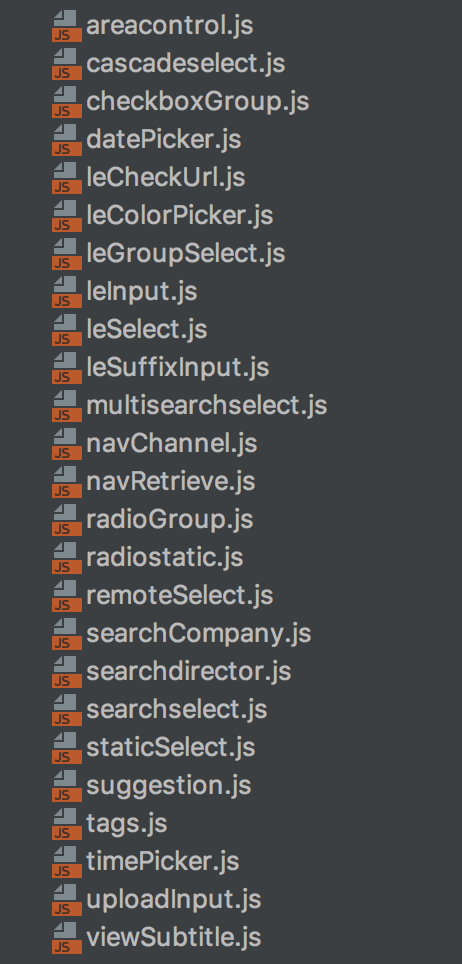 areacontrol.js
cascadeselect.js
checkboxGroup.js
datePicker.js
leCheckUrl.js
leColorPicker.js
leGroupSelect.js
leInput.js
leSelect.js
leSuffixInput.js
multisearchselect.js
navChannel.js
navRetrieve.js
radioGroup.js
radiostatic.js
remoteSelect.js
searchCompany.js
searchdirector.js
searchselect.js
staticSelect.js
suggestion.js
tags.js
timePicker.js
uploadInput.js
viewSubtitle.js